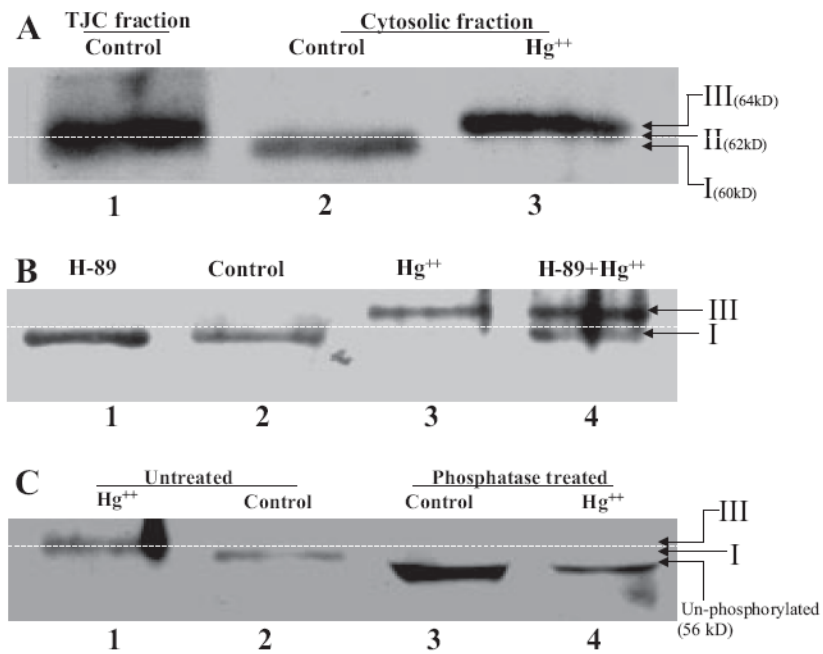 A TJC fraction Cytosolic fraction
Control Control Hg++
III(64kD)
II(62kD)
I(60kD)
1 2 3
B H-89 Control Hg++ H-89+Hg++
III
I
1 2 3 4
C Untreated Phosphatase treated
Hg++ Control Control Hg++
III
I
Un-phosphorylated
(56 kD)
1 2 3 4